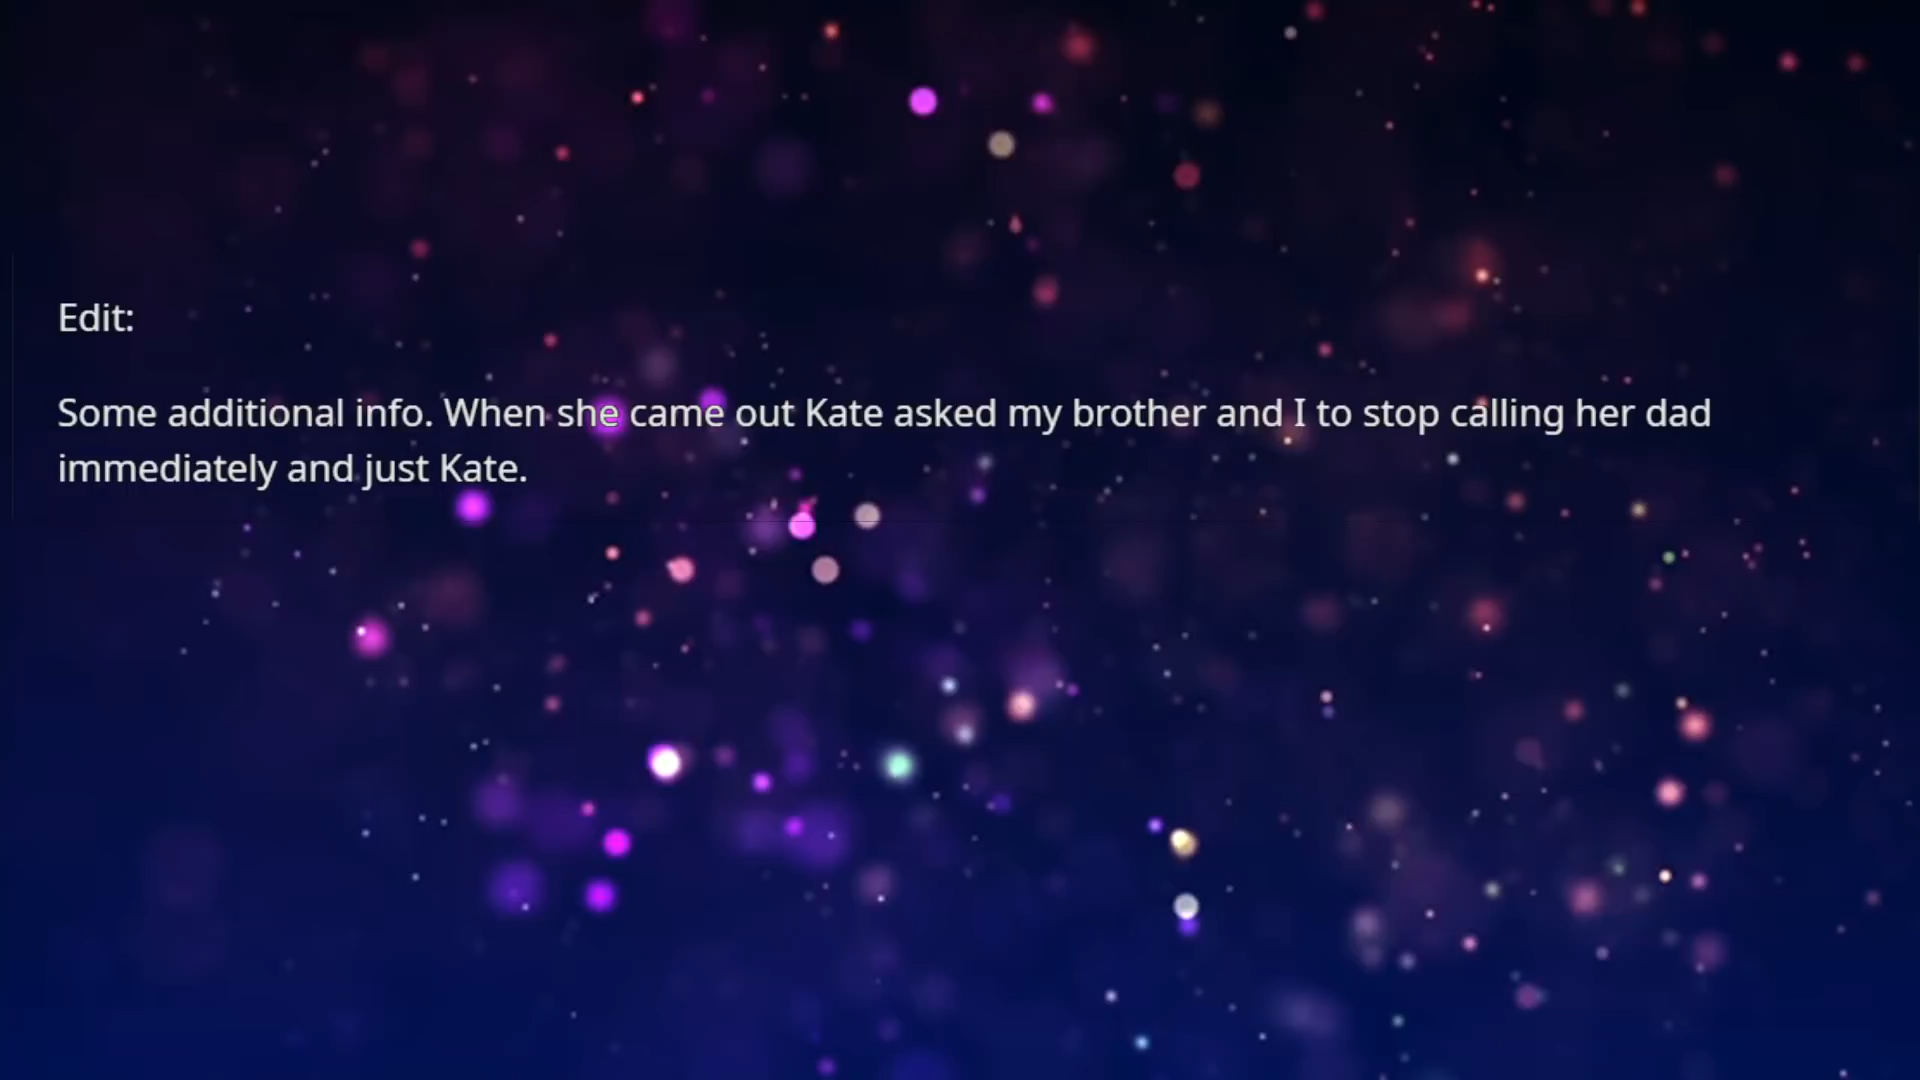 Edit:
Some additional info. When she came out Kate asked my brother and I to stop calling her dad
immediately and just Kate.